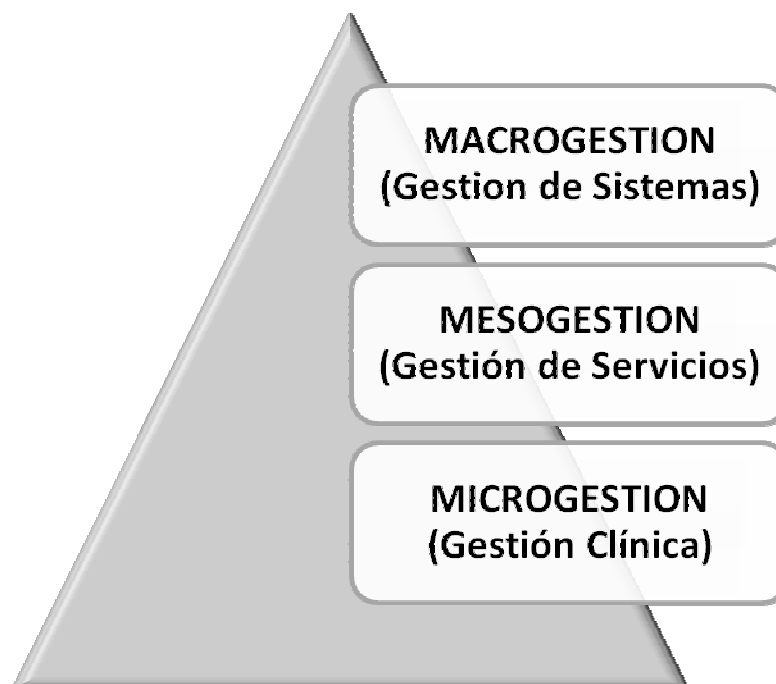 MACROGESTION
(Gestion de Sistemas)
MESOGESTION
(Gestión de Servicios)
MICROGESTION
(Gestión Clínica)